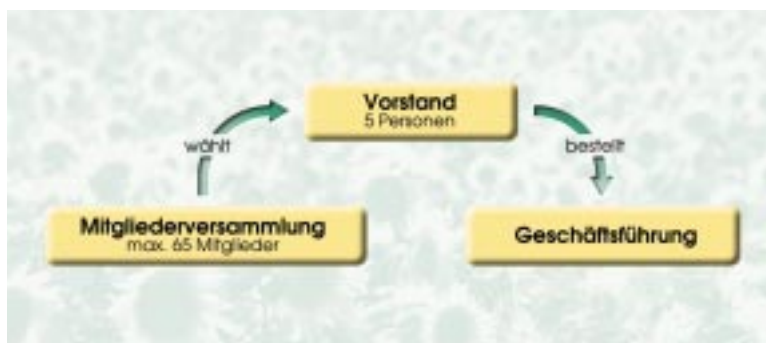 Vorstand
5 Personen
wählt
bestellt
Mitgliederversammlung
max. 65 Mitglieder
Geschäftsführung